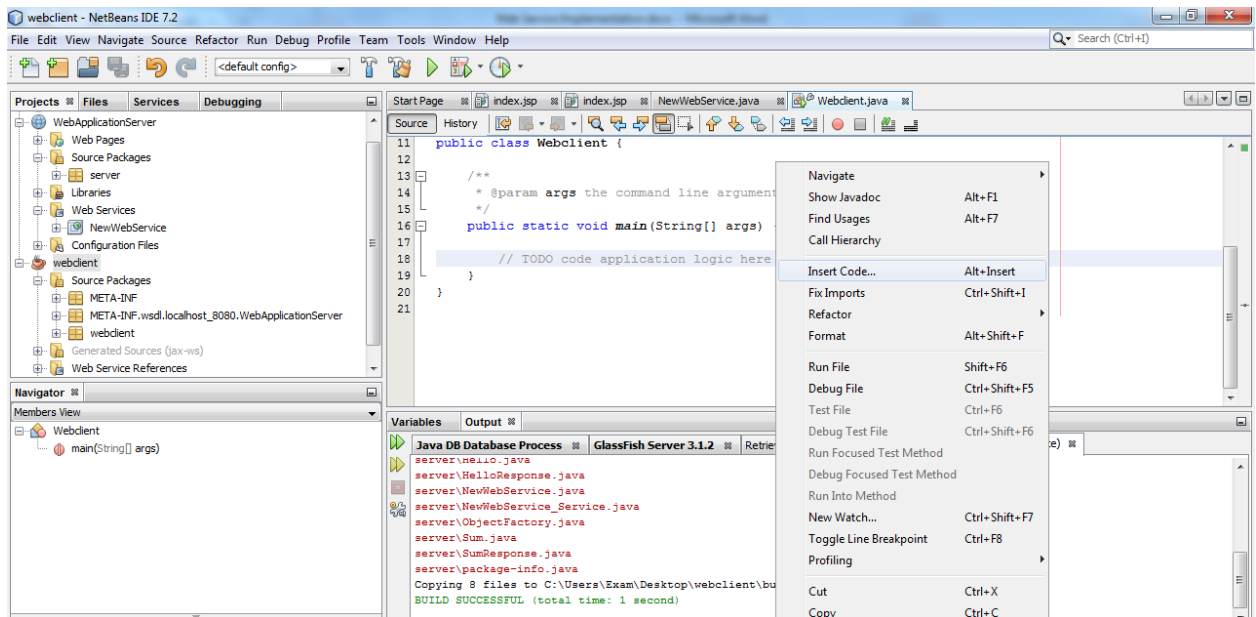 webclient - NetBeans IDE 7.2
File Edit View Navigate Source Refactor Run Debug Profile Team Tools Window Help
Search (Ctrl+I)
<default config>
Projects Files Services Debugging
WebApplicationServer
Web Pages
Source Packages
server
Libraries
Web Services
NewWebService
Configuration Files
webclient
Source Packages
META-INF
META-INF.wsdl.localhost_8080.WebApplicationServer
webclient
Generated Sources (jax-ws)
Web Service References
Navigator
Members View
Webclient
main(String[] args)
Start Page index.jsp index.jsp NewWebService.java Webclient.java
Source History
11 public class Webclient {
12
13 /**
14 * @param args the command line argument
15 */
16 public static void main(String[] args)
17
18 // TODO code application logic here
19 }
20 }
21
Navigate
Show Javadoc Alt+F1
Find Usages Alt+F7
Call Hierarchy
Insert Code... Alt+Insert
Fix Imports Ctrl+Shift+I
Refactor
Format Alt+Shift+F
Run File Shift+F6
Debug File Ctrl+Shift+F5
Test File Ctrl+F6
Debug Test File Ctrl+Shift+F6
Run Focused Test Method
Debug Focused Test Method
Run Into Method
New Watch... Ctrl+Shift+F7
Toggle Line Breakpoint Ctrl+F8
Profiling
Cut Ctrl+X
Copy Ctrl+C
Variables Output
Java DB Database Process GlassFish Server 3.1.2 Retrie e)
server\Hello.java
server\HelloResponse.java
server\NewWebService.java
server\NewWebService_Service.java
server\ObjectFactory.java
server\Sum.java
server\SumResponse.java
server\package-info.java
Copying 8 files to C:\Users\Exam\Desktop\webclient\bu
BUILD SUCCESSFUL (total time: 1 second)